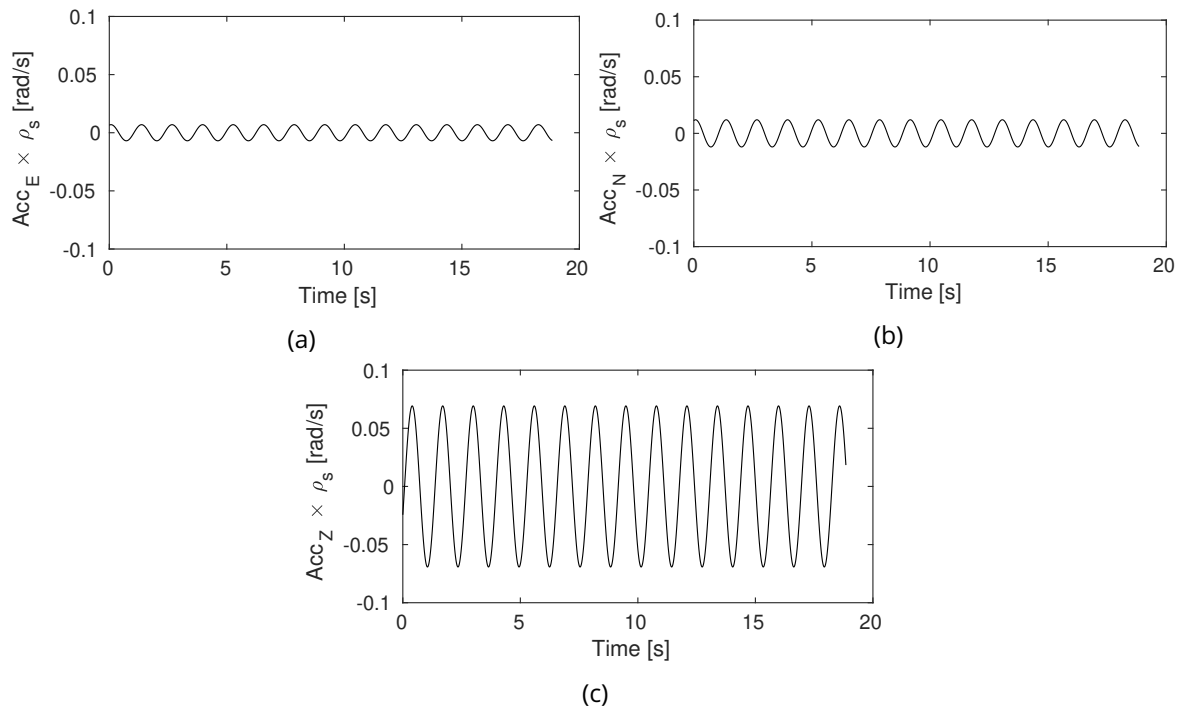 Acc_E × ρ_s [rad/s]
0.1
0.05
0
-0.05
-0.1
0 5 10 15 20
Time [s]
(a)
Acc_N × ρ_s [rad/s]
0.1
0.05
0
-0.05
-0.1
0 5 10 15 20
Time [s]
(b)
Acc_Z × ρ_s [rad/s]
0.1
0.05
0
-0.05
-0.1
0 5 10 15 20
Time [s]
(c)